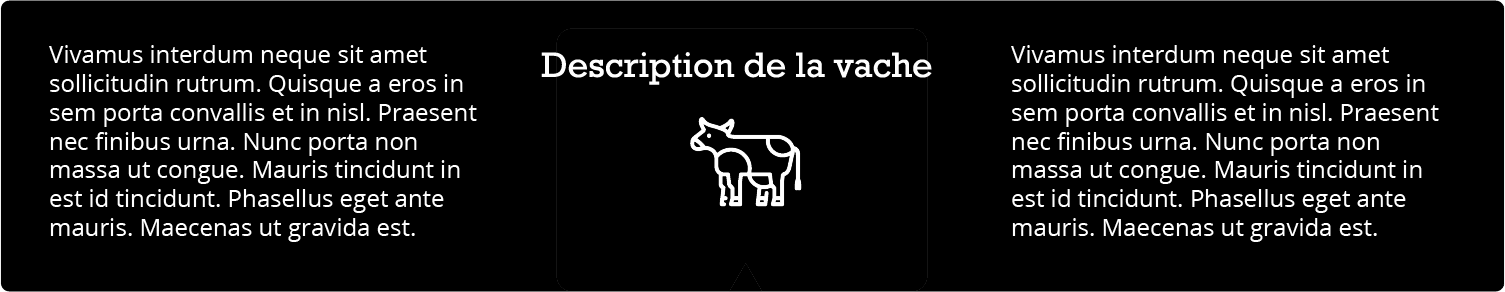 Vivamus interdum neque sit amet
sollicitudin rutrum. Quisque a eros in
sem porta convallis et in nisl. Praesent
nec finibus urna. Nunc porta non
massa ut congue. Mauris tincidunt in
est id tincidunt. Phasellus eget ante
mauris. Maecenas ut gravida est.
Description de la vache
Vivamus interdum neque sit amet
sollicitudin rutrum. Quisque a eros in
sem porta convallis et in nisl. Praesent
nec finibus urna. Nunc porta non
massa ut congue. Mauris tincidunt in
est id tincidunt. Phasellus eget ante
mauris. Maecenas ut gravida est.